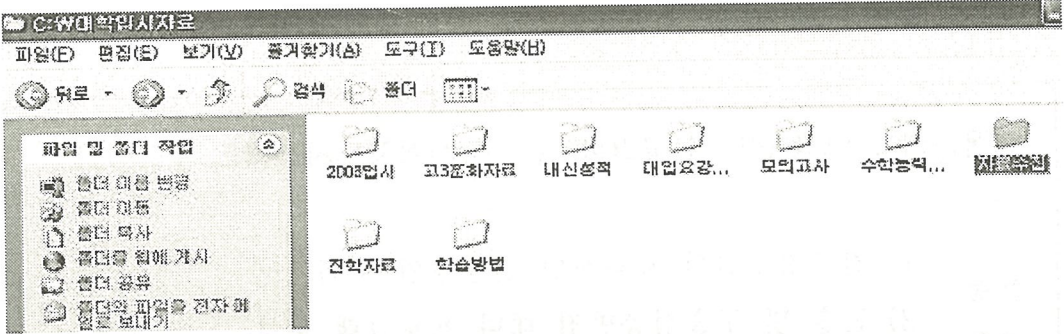 C:\대학입시자료
파일(E) 편집(E) 보기(V) 즐겨찾기(A) 도구(T) 도움말(H)
뒤로 검색 폴더
파일 및 폴더 작업
폴더 이름 변경
폴더 이동
폴더 복사
폴더를 웹에 게시
폴더 공유
폴더의 파일을 전자 메
일로 보내기
2008입시 고3문화자료 내신성적 대입요강... 모의고사 수학능력...
진학자료 학습방법